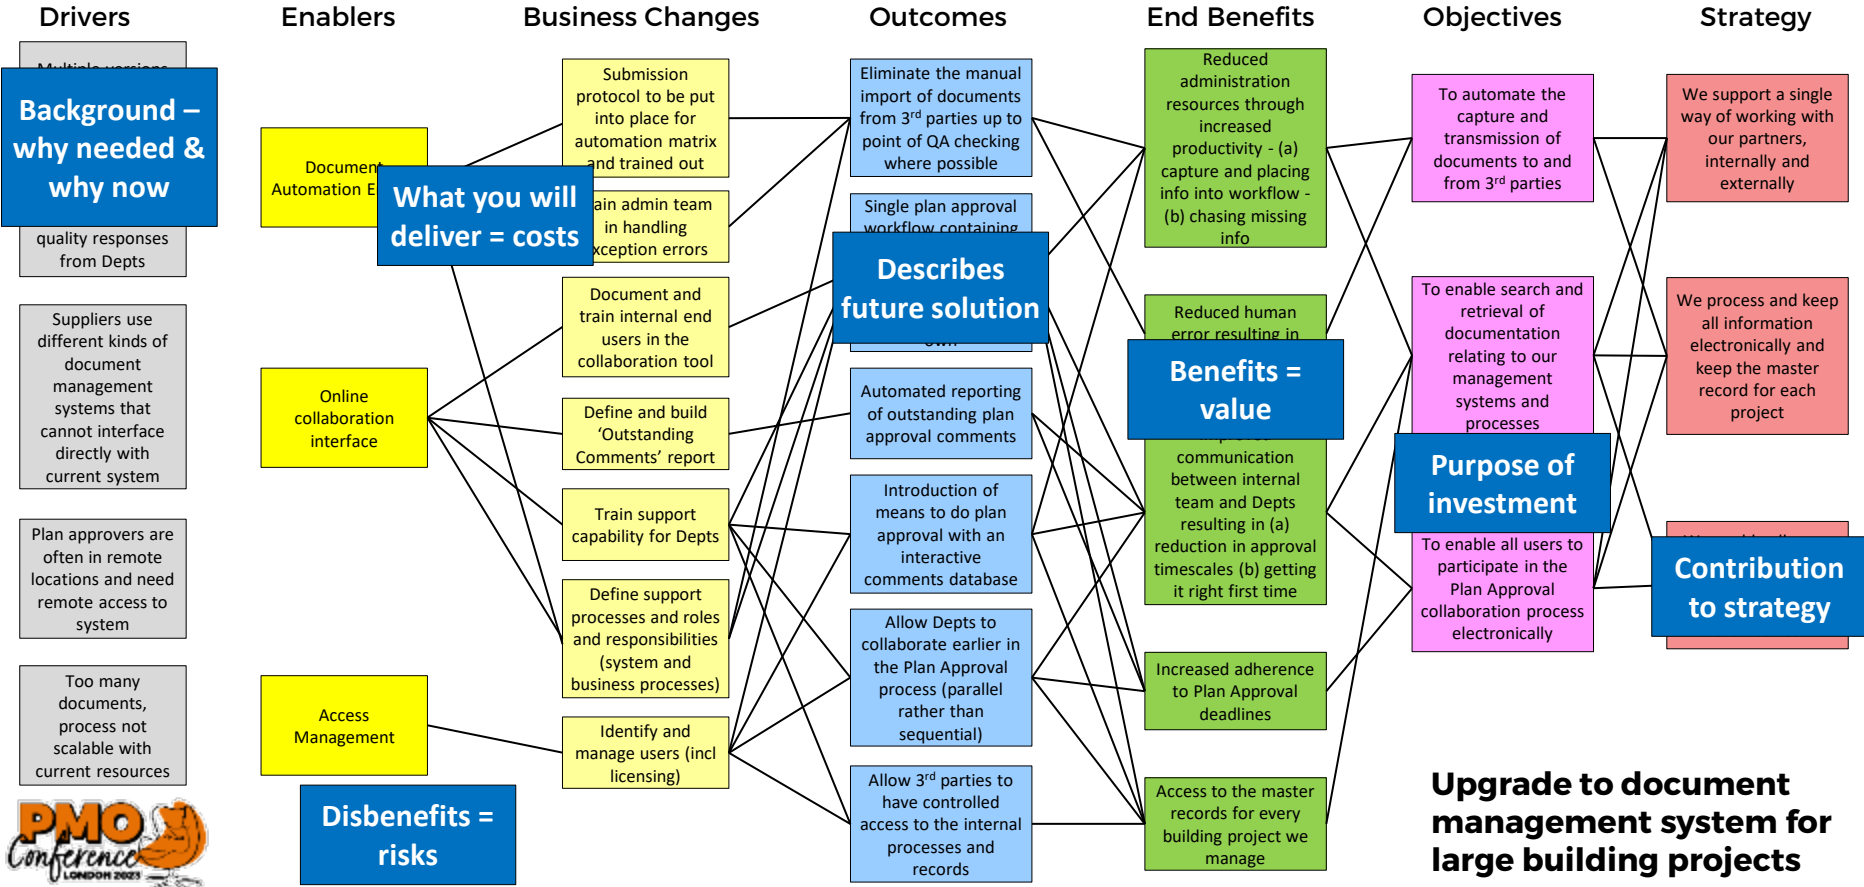 Drivers
Enablers
Business Changes
Outcomes
End Benefits
Objectives
Strategy
Multiple versions
Background –
why needed &
why now
quality responses
from Depts
Suppliers use
different kinds of
document
management
systems that
cannot interface
directly with
current system
Plan approvers are
often in remote
locations and need
remote access to
system
Too many
documents,
process not
scalable with
current resources
PMO
Conference
LONDON 2023
Document
Automation E
What you will
deliver = costs
Online
collaboration
interface
Access
Management
Disbenefits =
risks
Submission
protocol to be put
into place for
automation matrix
and trained out
ain admin team
in handling
xception errors
Document and
train internal end
users in the
collaboration tool
Define and build
‘Outstanding
Comments’ report
Train support
capability for Depts
Define support
processes and roles
and responsibilities
(system and
business processes)
Identify and
manage users (incl
licensing)
Eliminate the manual
import of documents
from 3rd parties up to
point of QA checking
where possible
Single plan approval
workflow containing
Describes
future solution
own
Automated reporting
of outstanding plan
approval comments
Introduction of
means to do plan
approval with an
interactive
comments database
Allow Depts to
collaborate earlier in
the Plan Approval
process (parallel
rather than
sequential)
Allow 3rd parties to
have controlled
access to the internal
processes and
records
Reduced
administration
resources through
increased
productivity - (a)
capture and placing
info into workflow -
(b) chasing missing
info
Reduced human
error resulting in
Benefits =
value
improved
communication
between internal
team and Depts
resulting in (a)
reduction in approval
timescales (b) getting
it right first time
Increased adherence
to Plan Approval
deadlines
Access to the master
records for every
building project we
manage
To automate the
capture and
transmission of
documents to and
from 3rd parties
To enable search and
retrieval of
documentation
relating to our
management
systems and
processes
Purpose of
investment
To enable all users to
participate in the
Plan Approval
collaboration process
electronically
We support a single
way of working with
our partners,
internally and
externally
We process and keep
all information
electronically and
keep the master
record for each
project
Contribution
to strategy
Upgrade to document
management system for
large building projects